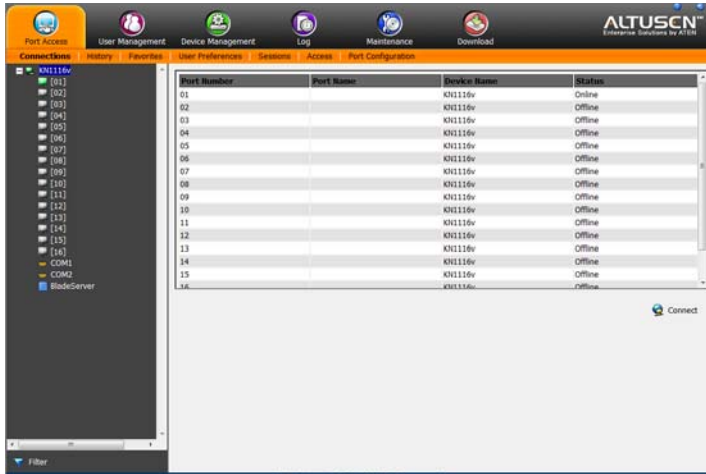 Port Access User Management Device Management Log Maintenance Download
ALTUSCN™
Enterprise Solutions by ATEN
Connections History Favorites User Preferences Sessions Access Port Configuration
KN1116v
[01]
[02]
[03]
[04]
[05]
[06]
[07]
[08]
[09]
[10]
[11]
[12]
[13]
[14]
[15]
[16]
COM1
COM2
BladeServer
Filter
Port Number Port Name Device Name Status
01 KN1116v Online
02 KN1116v Offline
03 KN1116v Offline
04 KN1116v Offline
05 KN1116v Offline
06 KN1116v Offline
07 KN1116v Offline
08 KN1116v Offline
09 KN1116v Offline
10 KN1116v Offline
11 KN1116v Offline
12 KN1116v Offline
13 KN1116v Offline
14 KN1116v Offline
15 KN1116v Offline
16 KN1116v Offline
Connect